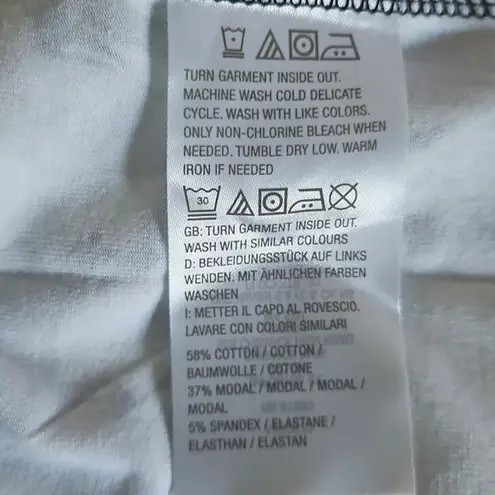 TURN GARMENT INSIDE OUT.
MACHINE WASH COLD DELICATE
CYCLE. WASH WITH LIKE COLORS.
ONLY NON-CHLORINE BLEACH WHEN
NEEDED. TUMBLE DRY LOW. WARM
IRON IF NEEDED
30
GB: TURN GARMENT INSIDE OUT.
WASH WITH SIMILAR COLOURS
D: BEKLEIDUNGSSTÜCK AUF LINKS
WENDEN. MIT ÄHNLICHEN FARBEN
WASCHEN
I: METTER IL CAPO AL ROVESCIO.
LAVARE CON COLORI SIMILARI
58% COTTON / COTTON /
BAUMWOLLE / COTONE
37% MODAL / MODAL / MODAL /
MODAL
5% SPANDEX / ELASTANE /
ELASTHAN / ELASTAN